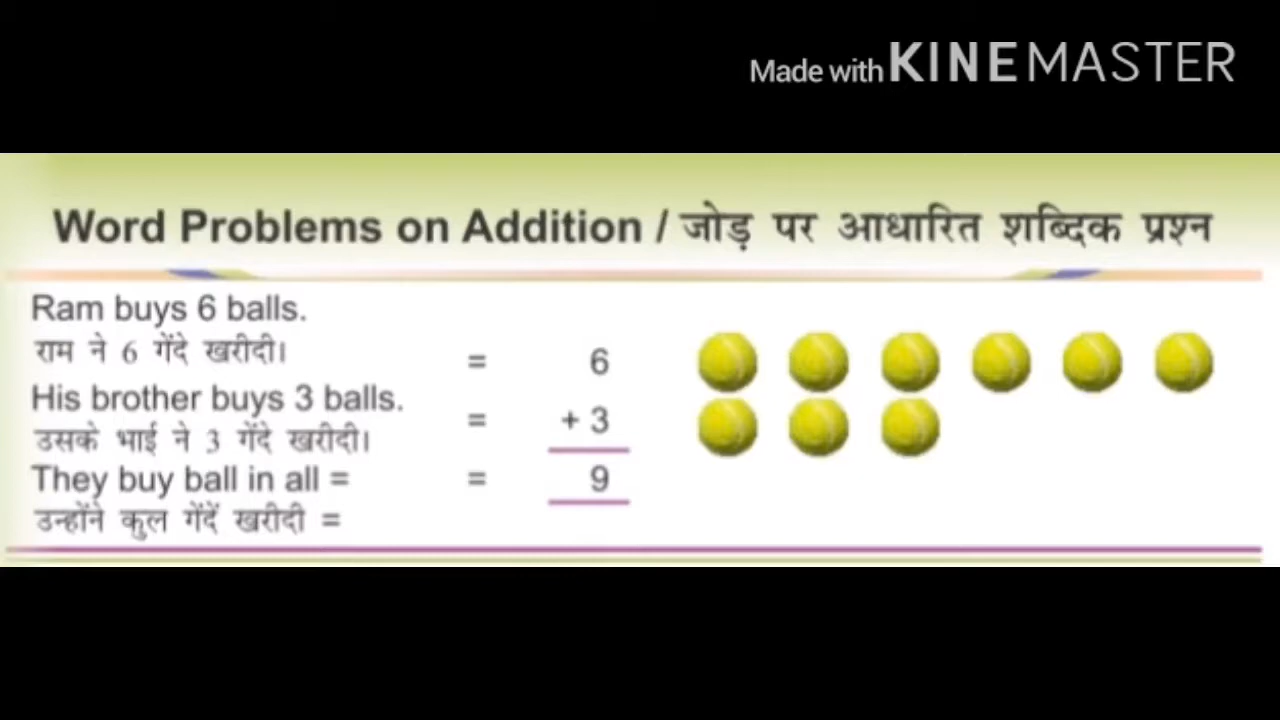 Made with KINEMASTER
Word Problems on Addition / जोड़ पर आधारित शब्दिक प्रश्न
Ram buys 6 balls.
राम ने 6 गेंदे खरीदी।
= 6
His brother buys 3 balls.
= + 3
उसके भाई ने 3 गेंदे खरीदी।
They buy ball in all = = 9
उन्होंने कुल गेंदें खरीदी =